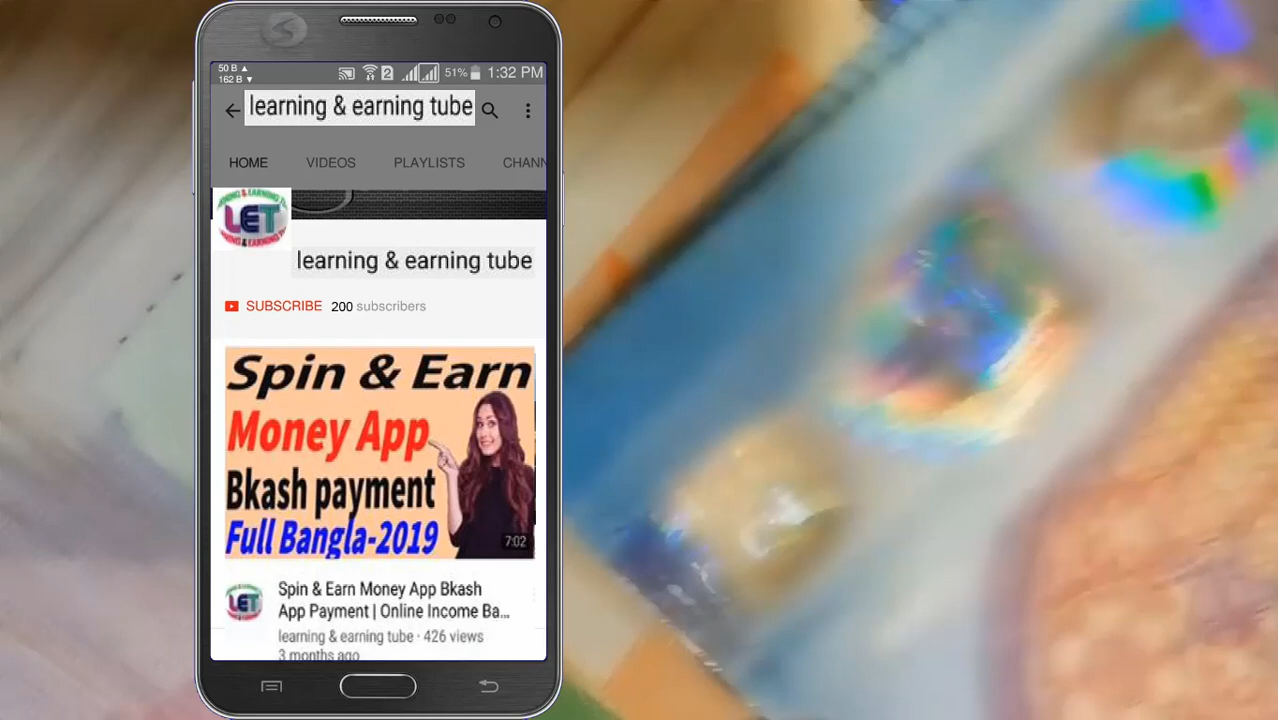 50 B
162 B
2
51%
1:32 PM
learning & earning tube
HOME VIDEOS PLAYLISTS CHANN
LET
learning & earning tube
SUBSCRIBE 200 subscribers
Spin & Earn
Money App
Bkash payment
Full Bangla-2019
7:02
LET
Spin & Earn Money App Bkash
App Payment | Online Income Ba...
learning & earning tube · 426 views
3 months ago